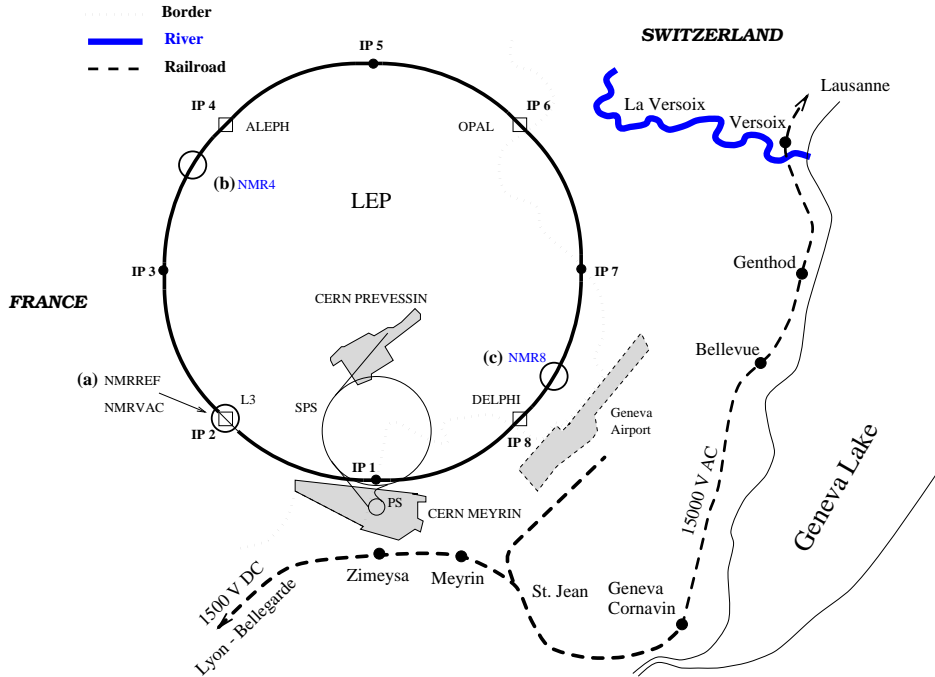 Border
River
Railroad
SWITZERLAND
IP 5
Lausanne
IP 4
IP 6
La Versoix
Versoix
ALEPH
OPAL
(b) NMR4
LEP
IP 3
IP 7
Genthod
FRANCE
CERN PREVESSIN
Bellevue
(c) NMR8
(a) NMRREF
NMRVAC
L3
IP 2
SPS
DELPHI
IP 8
Geneva
Airport
IP 1
PS
CERN MEYRIN
15000 V AC
Geneva Lake
Zimeysa
Meyrin
St. Jean
Geneva
Cornavin
1500 V DC
Lyon - Bellegarde